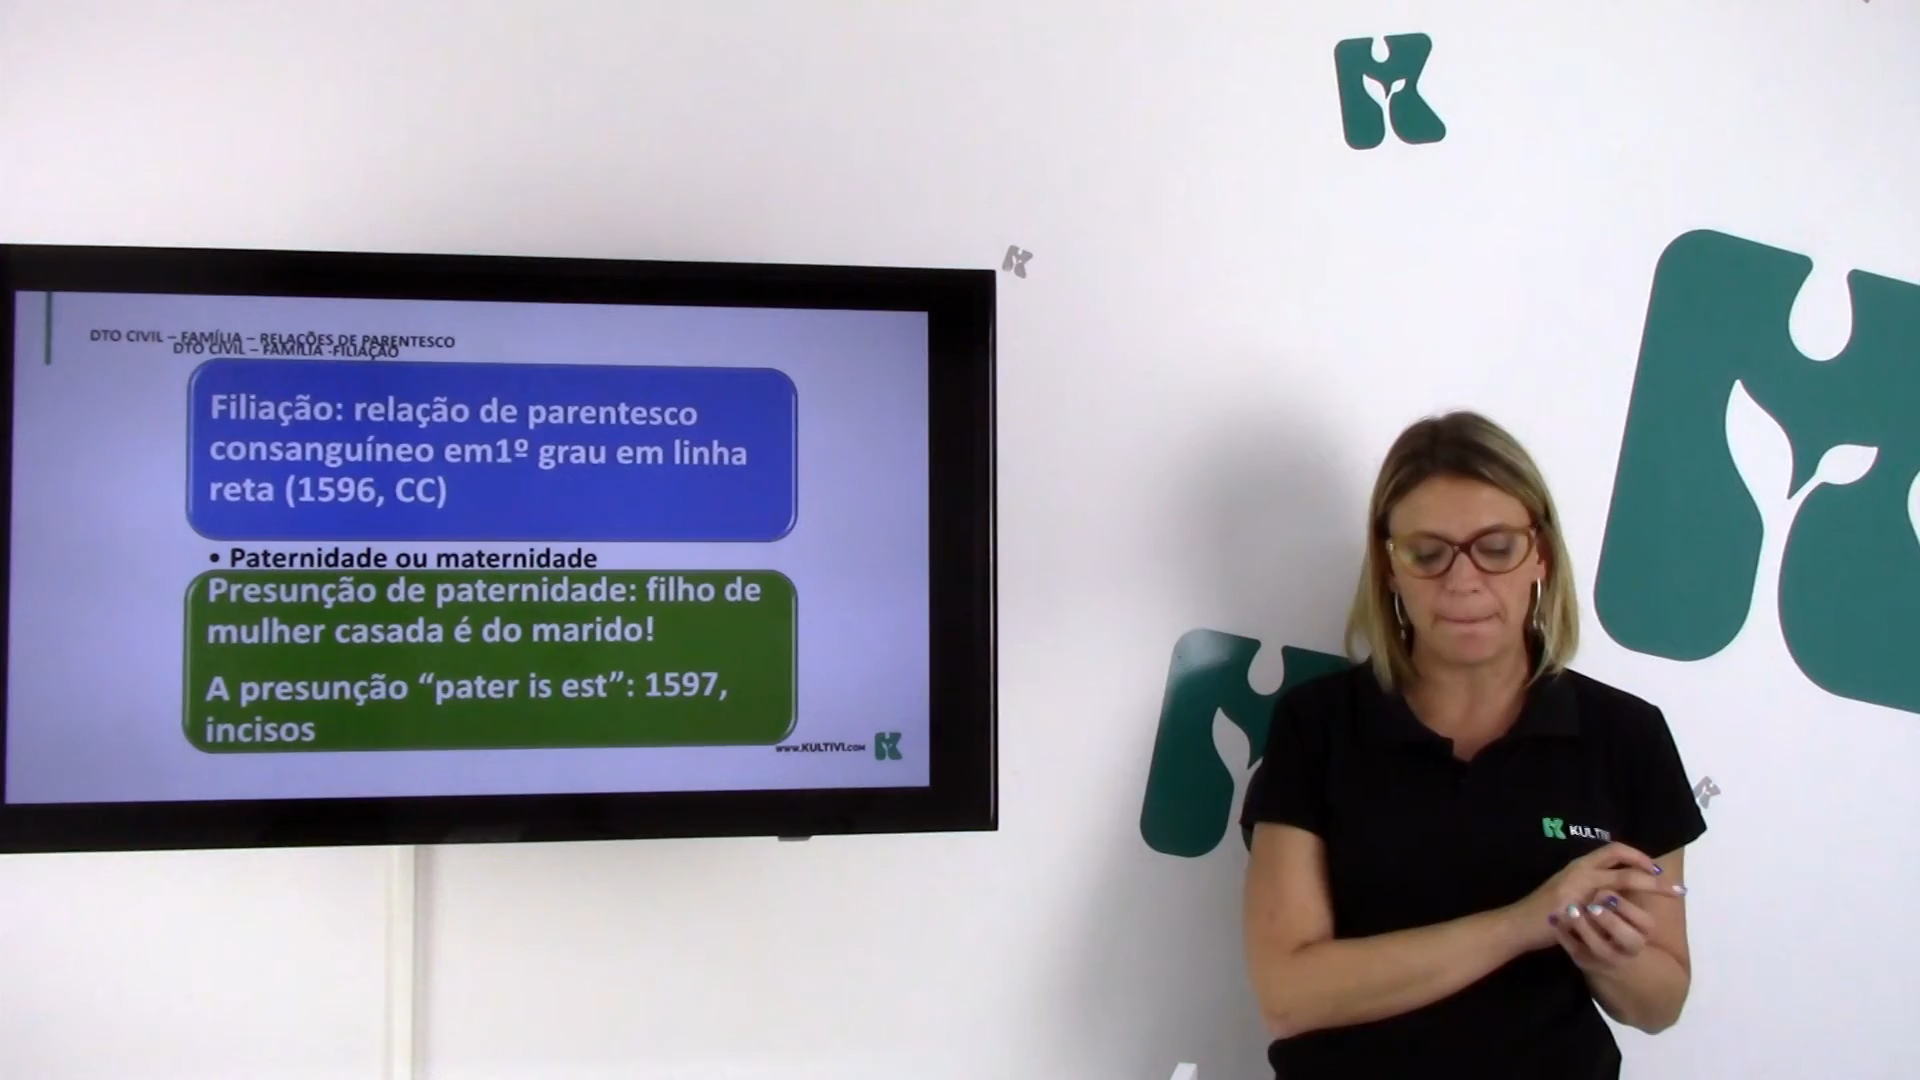 DTO CIVIL – FAMÍLIA – RELAÇÕES DE PARENTESCO
DTO CIVIL – FAMÍLIA -FILIAÇÃO
Filiação: relação de parentesco
consanguíneo em1º grau em linha
reta (1596, CC)
• Paternidade ou maternidade
Presunção de paternidade: filho de
mulher casada é do marido!
A presunção “pater is est”: 1597,
incisos
www.KULTIVI.COM
KULTIVI